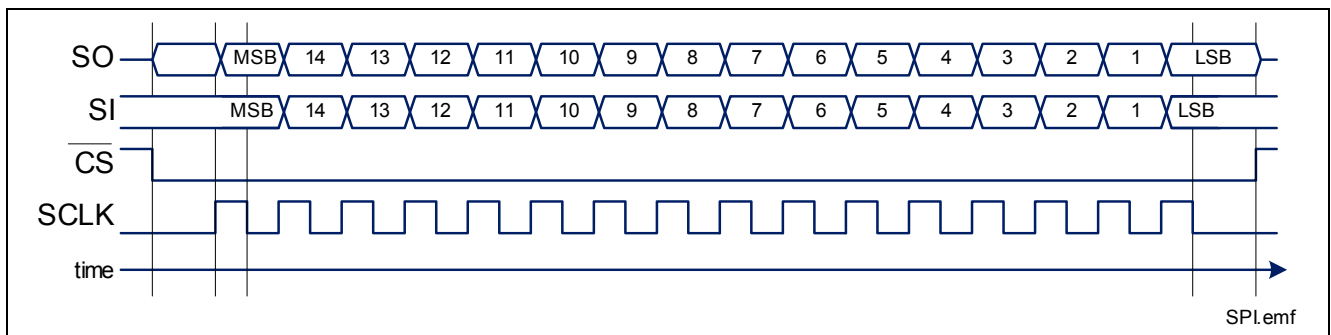 SO MSB 14 13 12 11 10 9 8 7 6 5 4 3 2 1 LSB
SI MSB 14 13 12 11 10 9 8 7 6 5 4 3 2 1 LSB
CS
SCLK
time
SPI.emf